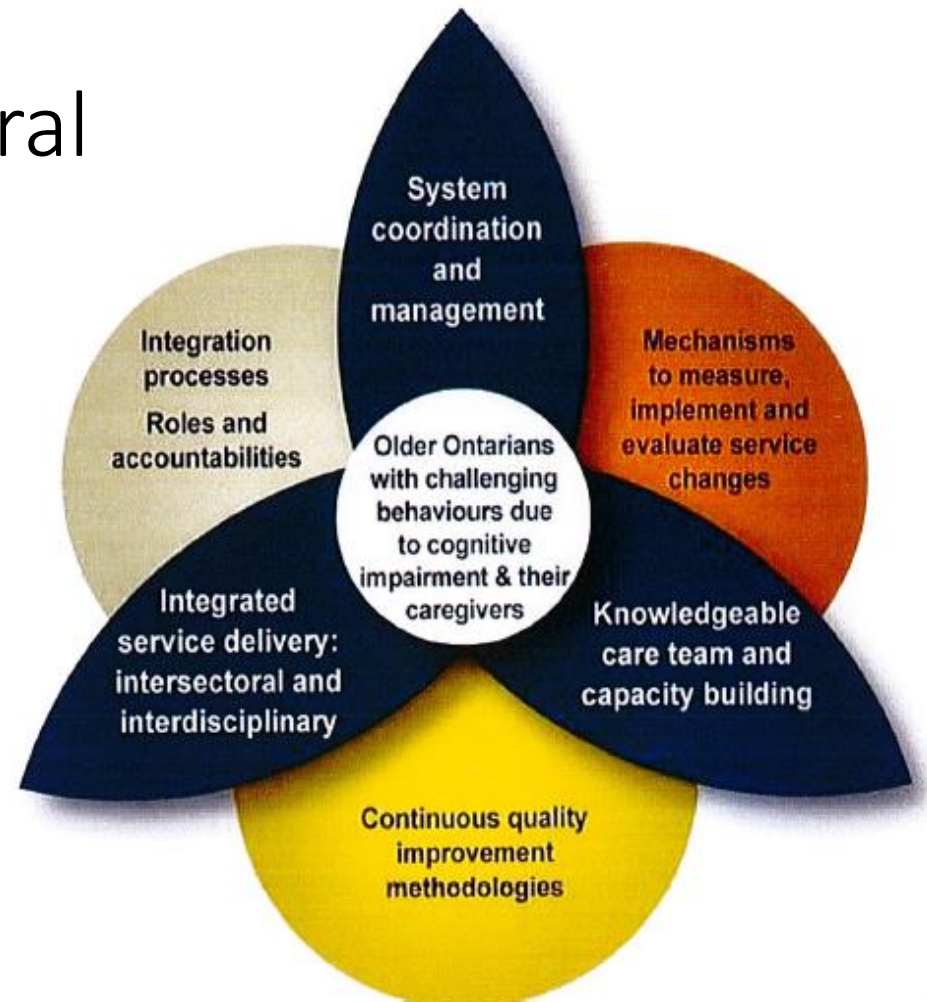 ral
System
coordination
and
management
Integration
processes
Roles and
accountabilities
Mechanisms
to measure,
implement and
evaluate service
changes
Older Ontarians
with challenging
behaviours due
to cognitive
impairment & their
caregivers
Integrated
service delivery:
intersectoral and
interdisciplinary
Knowledgeable
care team and
capacity building
Continuous quality
improvement
methodologies